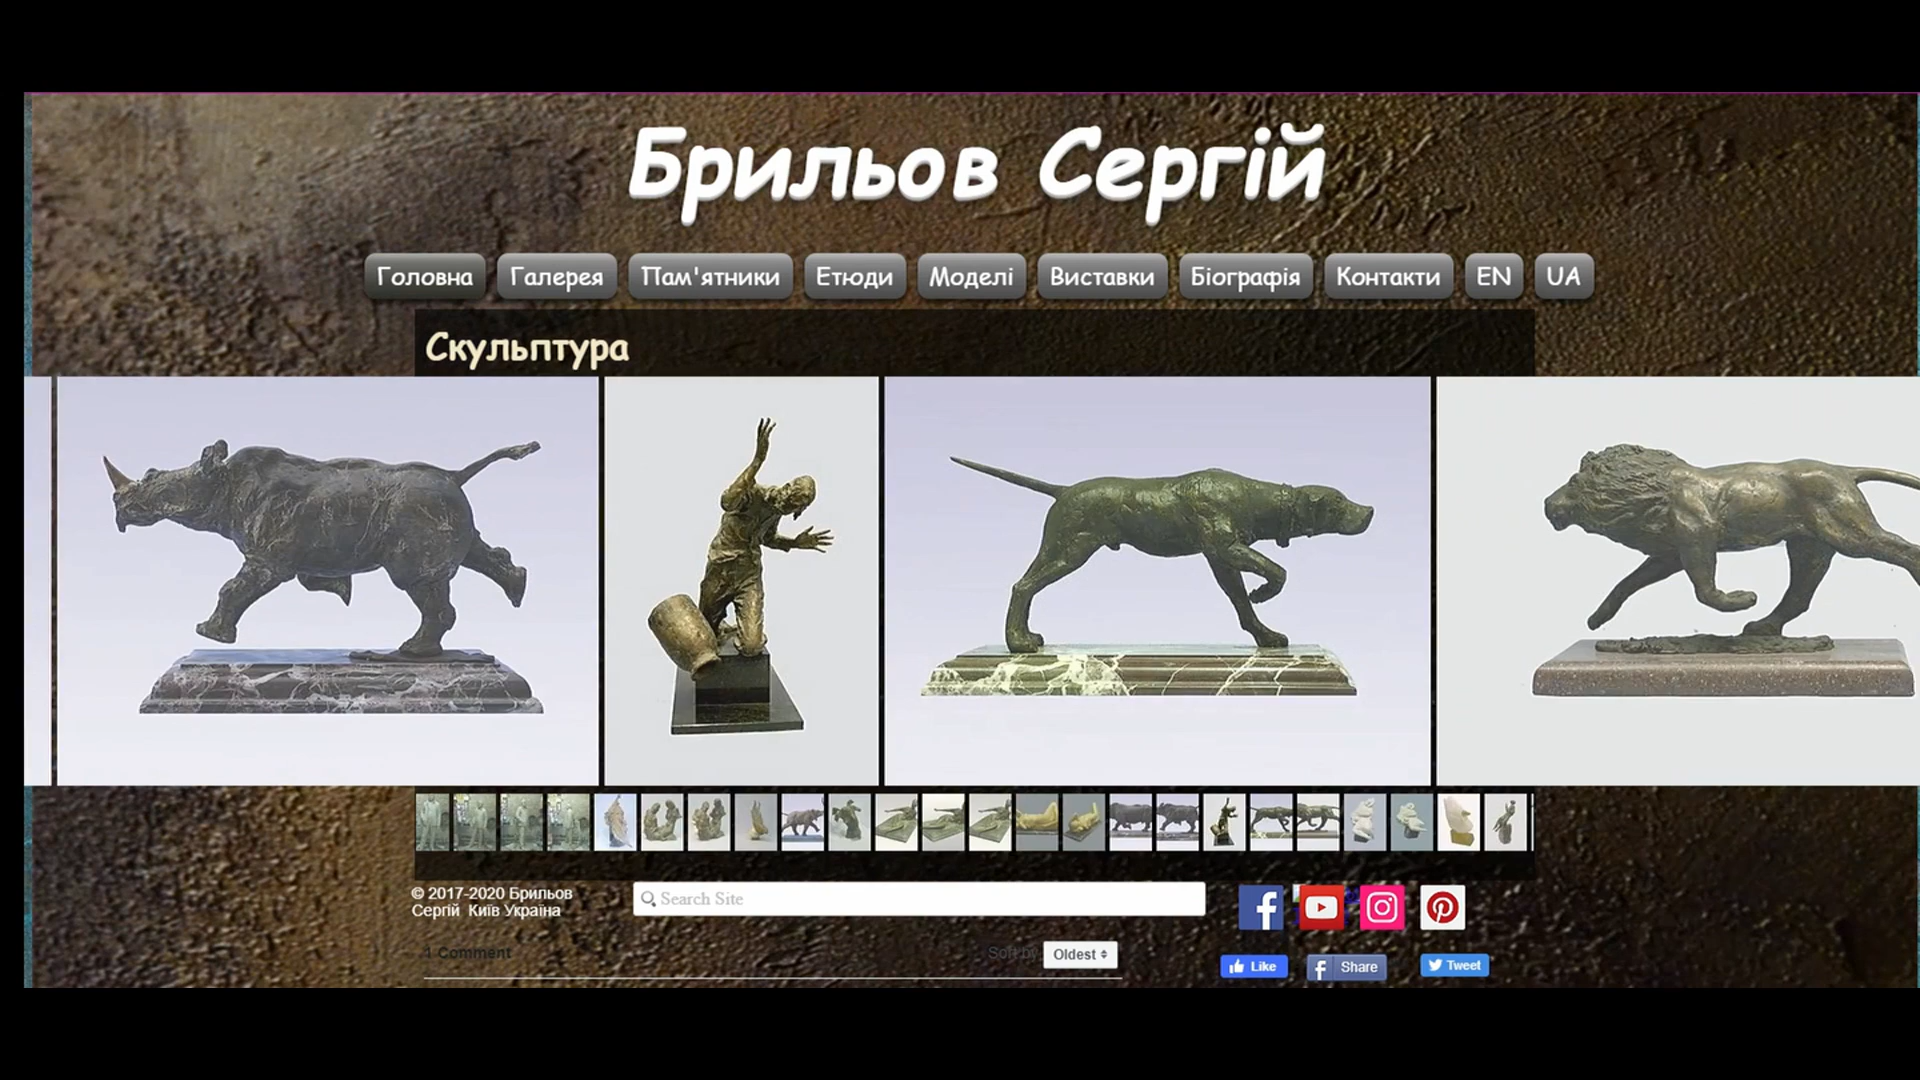 Брильов Сергій
Головна Галерея Пам'ятники Етюди Моделі Виставки Біографія Контакти EN UA
Скульптура
© 2017-2020 Брильов
Сергій Київ Україна
Search Site
1 Comment
Sort by Oldest
Like Share Tweet